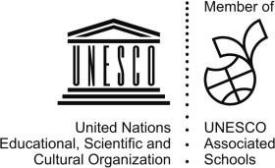 Member of
UNESCO
United Nations
Educational, Scientific and
Cultural Organization
UNESCO
Associated
Schools